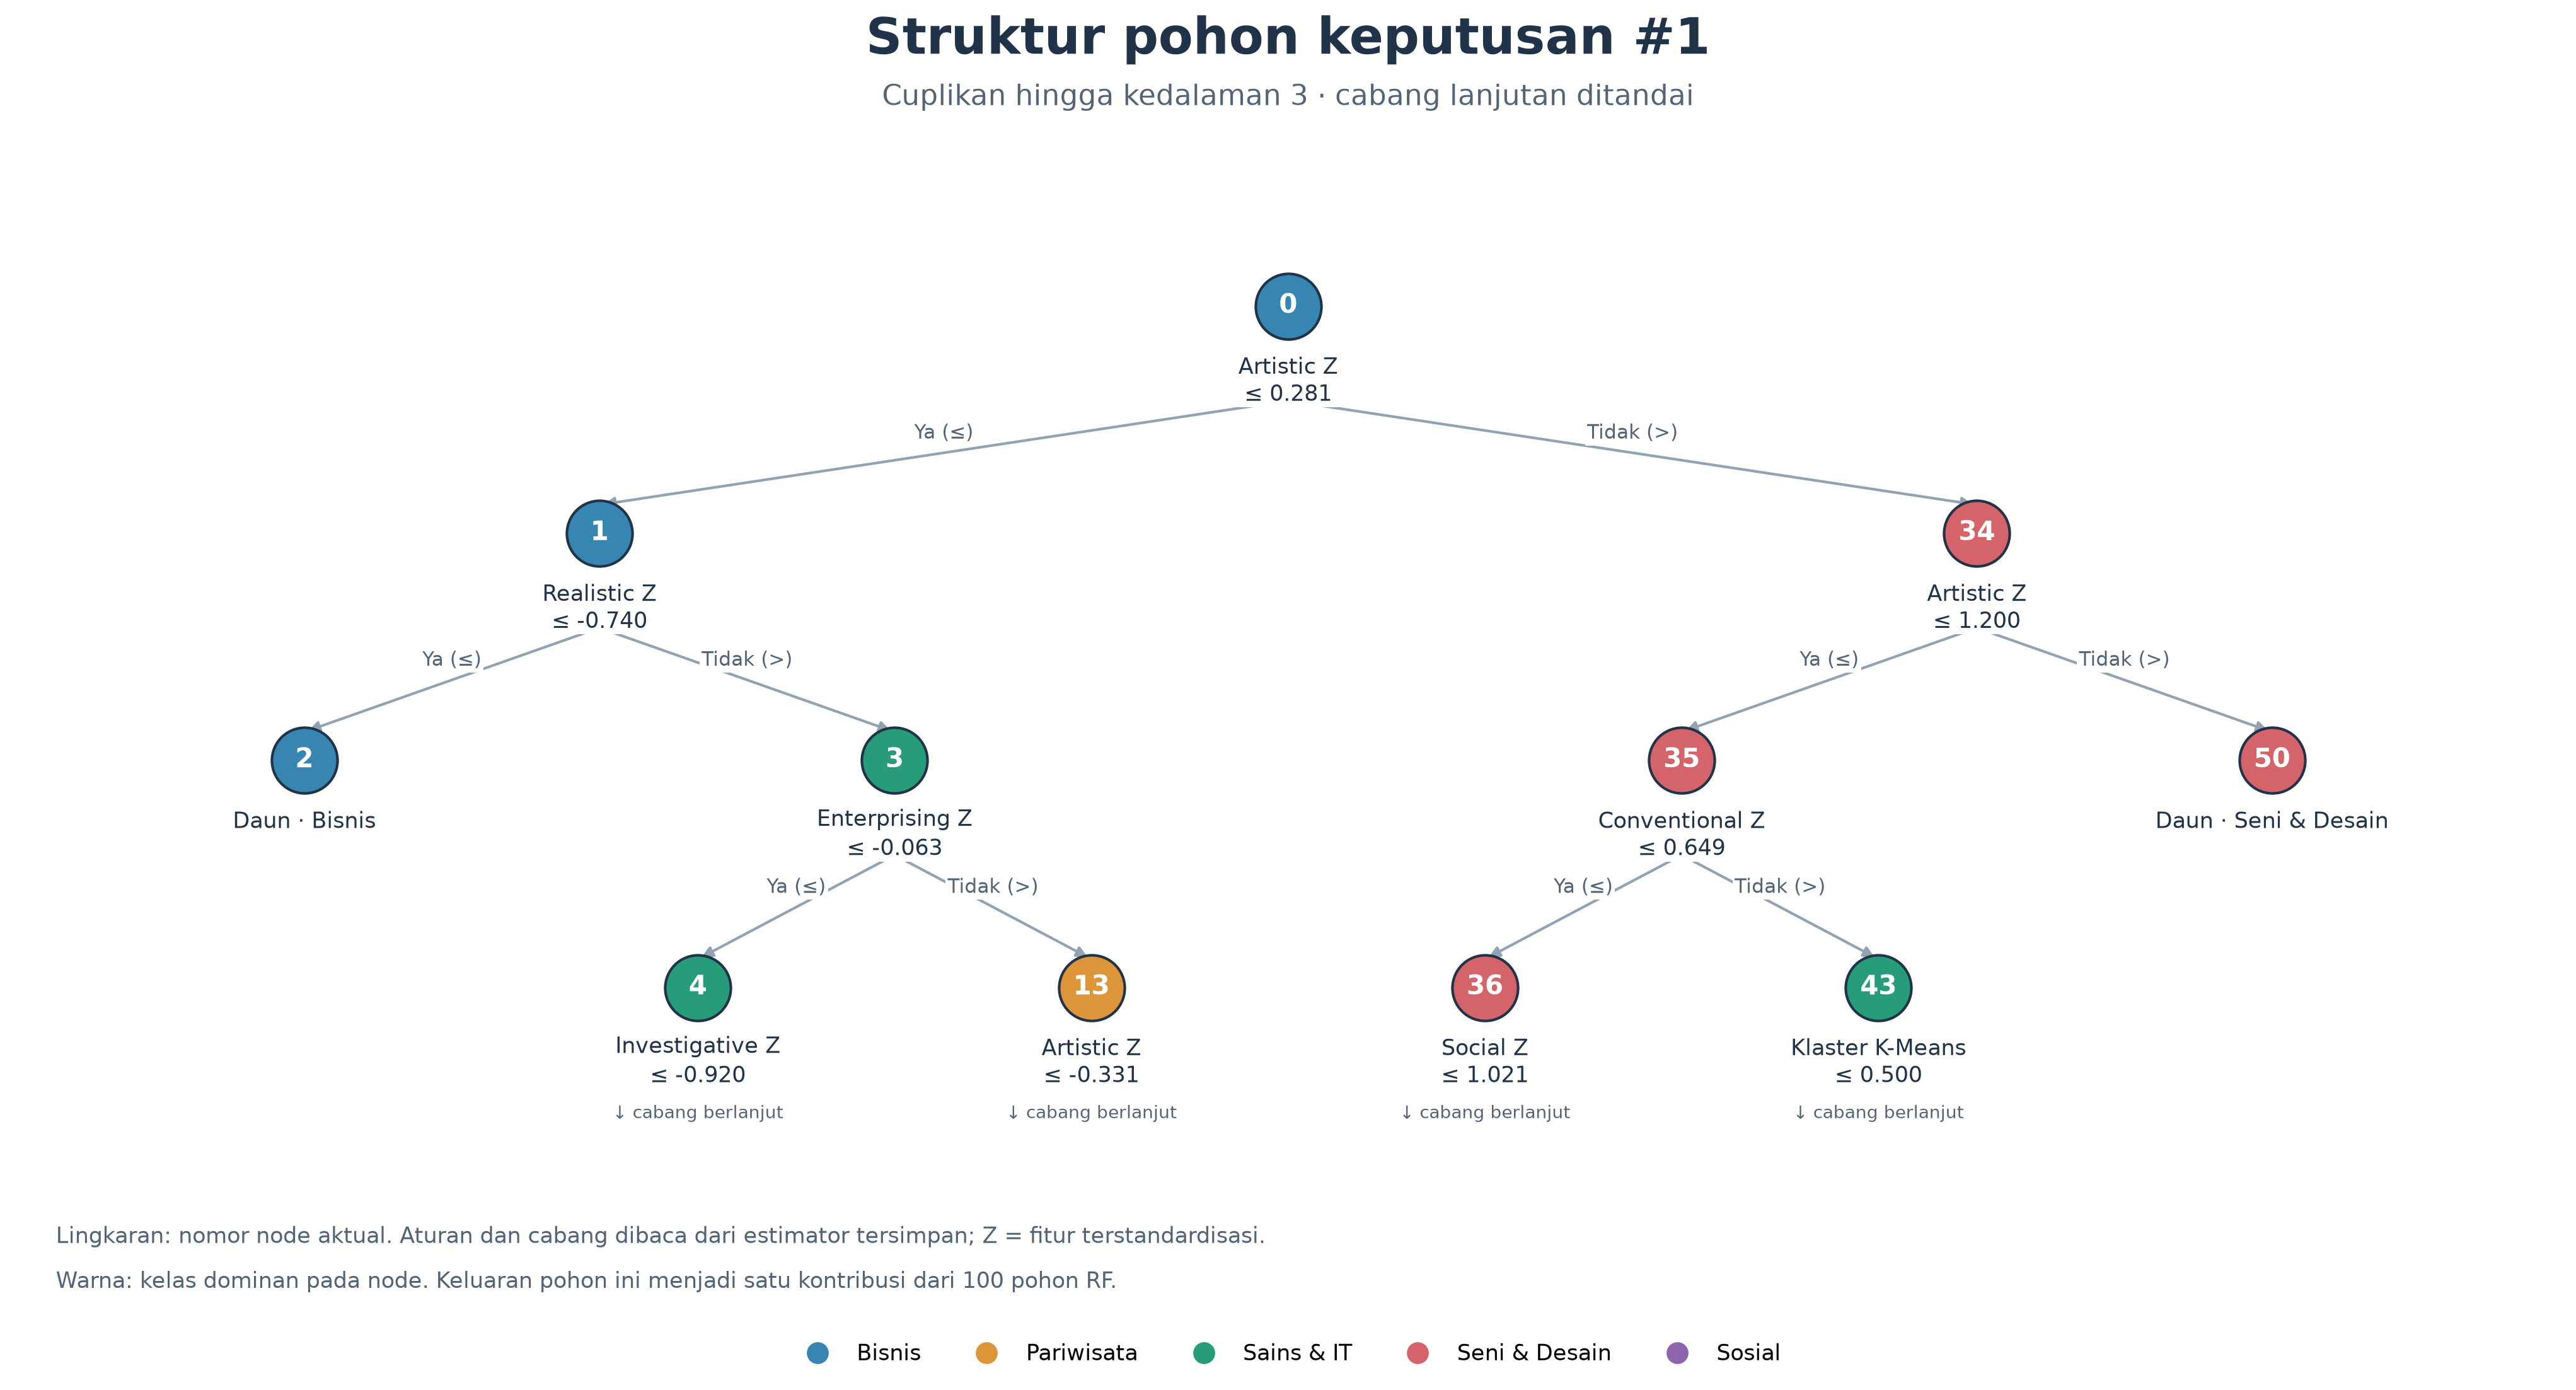 Struktur pohon keputusan #1
Cuplikan hingga kedalaman 3 · cabang lanjutan ditandai
0
Artistic Z
≤ 0.281
Ya (≤)
Tidak (>)
1
34
Realistic Z
≤ -0.740
Artistic Z
≤ 1.200
Ya (≤)
Tidak (>)
Ya (≤)
Tidak (>)
2
3
35
50
Daun · Bisnis
Enterprising Z
≤ -0.063
Conventional Z
≤ 0.649
Daun · Seni & Desain
Ya (≤)
Tidak (>)
Ya (≤)
Tidak (>)
4
13
36
43
Investigative Z
≤ -0.920
↓ cabang berlanjut
Artistic Z
≤ -0.331
↓ cabang berlanjut
Social Z
≤ 1.021
↓ cabang berlanjut
Klaster K-Means
≤ 0.500
↓ cabang berlanjut
Lingkaran: nomor node aktual. Aturan dan cabang dibaca dari estimator tersimpan; Z = fitur terstandardisasi.
Warna: kelas dominan pada node. Keluaran pohon ini menjadi satu kontribusi dari 100 pohon RF.
Bisnis
Pariwisata
Sains & IT
Seni & Desain
Sosial